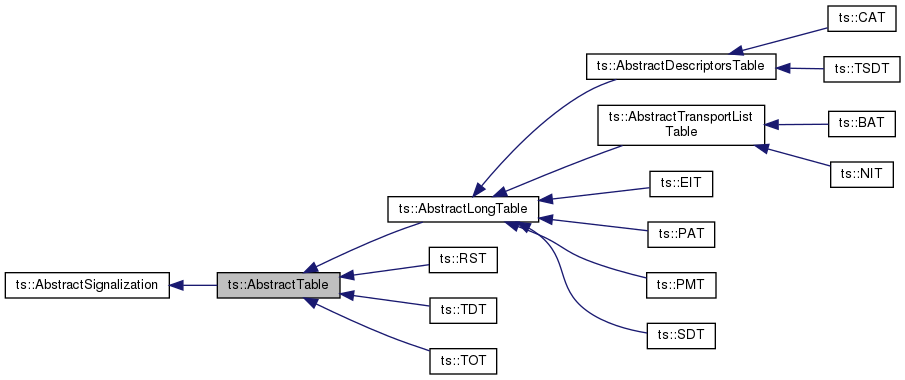 ts::CAT
ts::AbstractDescriptorsTable
ts::TSDT
ts::AbstractTransportList
Table
ts::BAT
ts::NIT
ts::EIT
ts::AbstractLongTable
ts::PAT
ts::RST
ts::AbstractSignalization
ts::AbstractTable
ts::PMT
ts::TDT
ts::SDT
ts::TOT